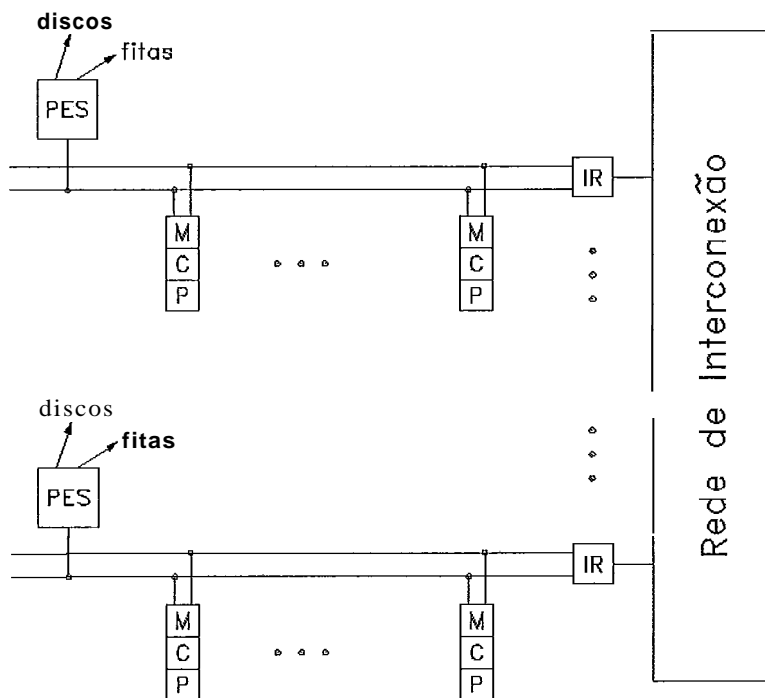 discos
fitas
PES
IR
M
C
P
M
C
P
discos
fitas
PES
IR
M
C
P
M
C
P
Rede de Interconexão